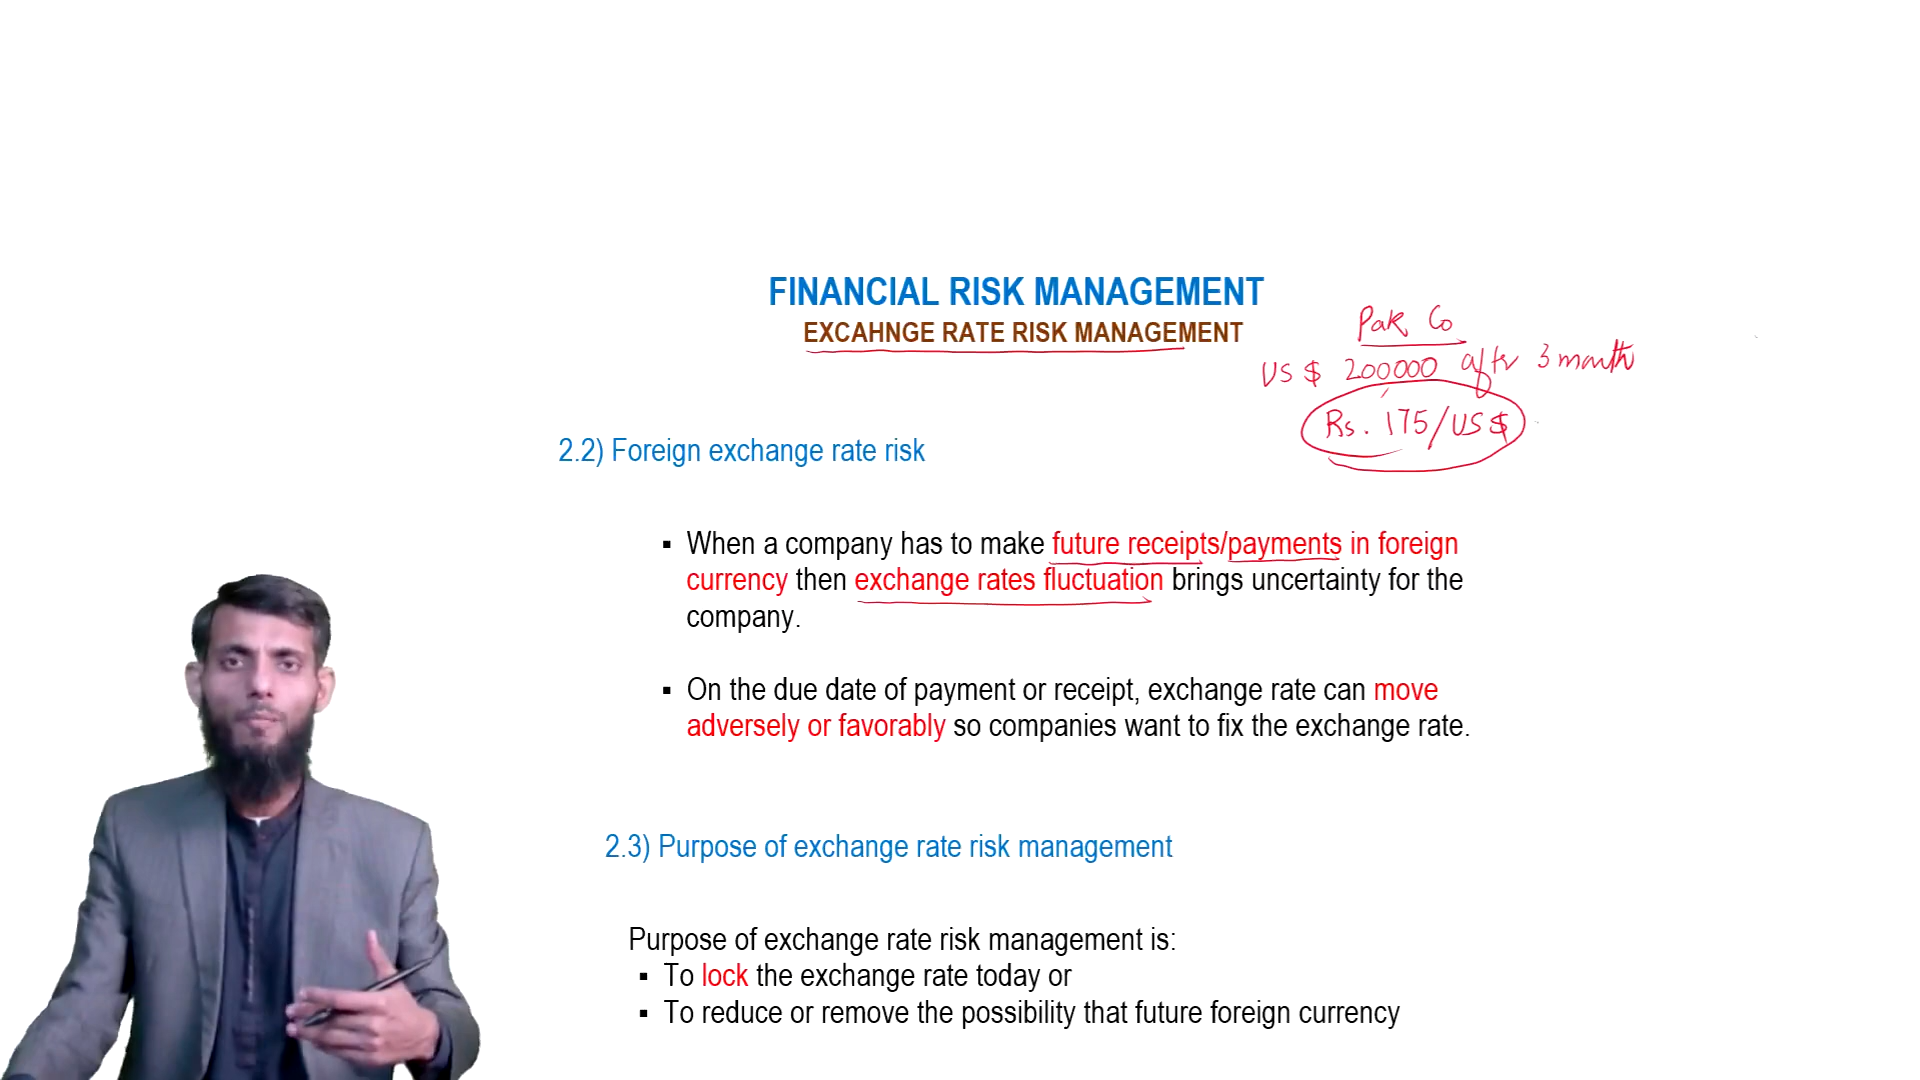 FINANCIAL RISK MANAGEMENT
EXCAHNGE RATE RISK MANAGEMENT
Pak Co
US $ 200000 after 3 month
Rs. 175/US $
2.2) Foreign exchange rate risk
▪ When a company has to make future receipts/payments in foreign
currency then exchange rates fluctuation brings uncertainty for the
company.
▪ On the due date of payment or receipt, exchange rate can move
adversely or favorably so companies want to fix the exchange rate.
2.3) Purpose of exchange rate risk management
Purpose of exchange rate risk management is:
▪ To lock the exchange rate today or
▪ To reduce or remove the possibility that future foreign currency